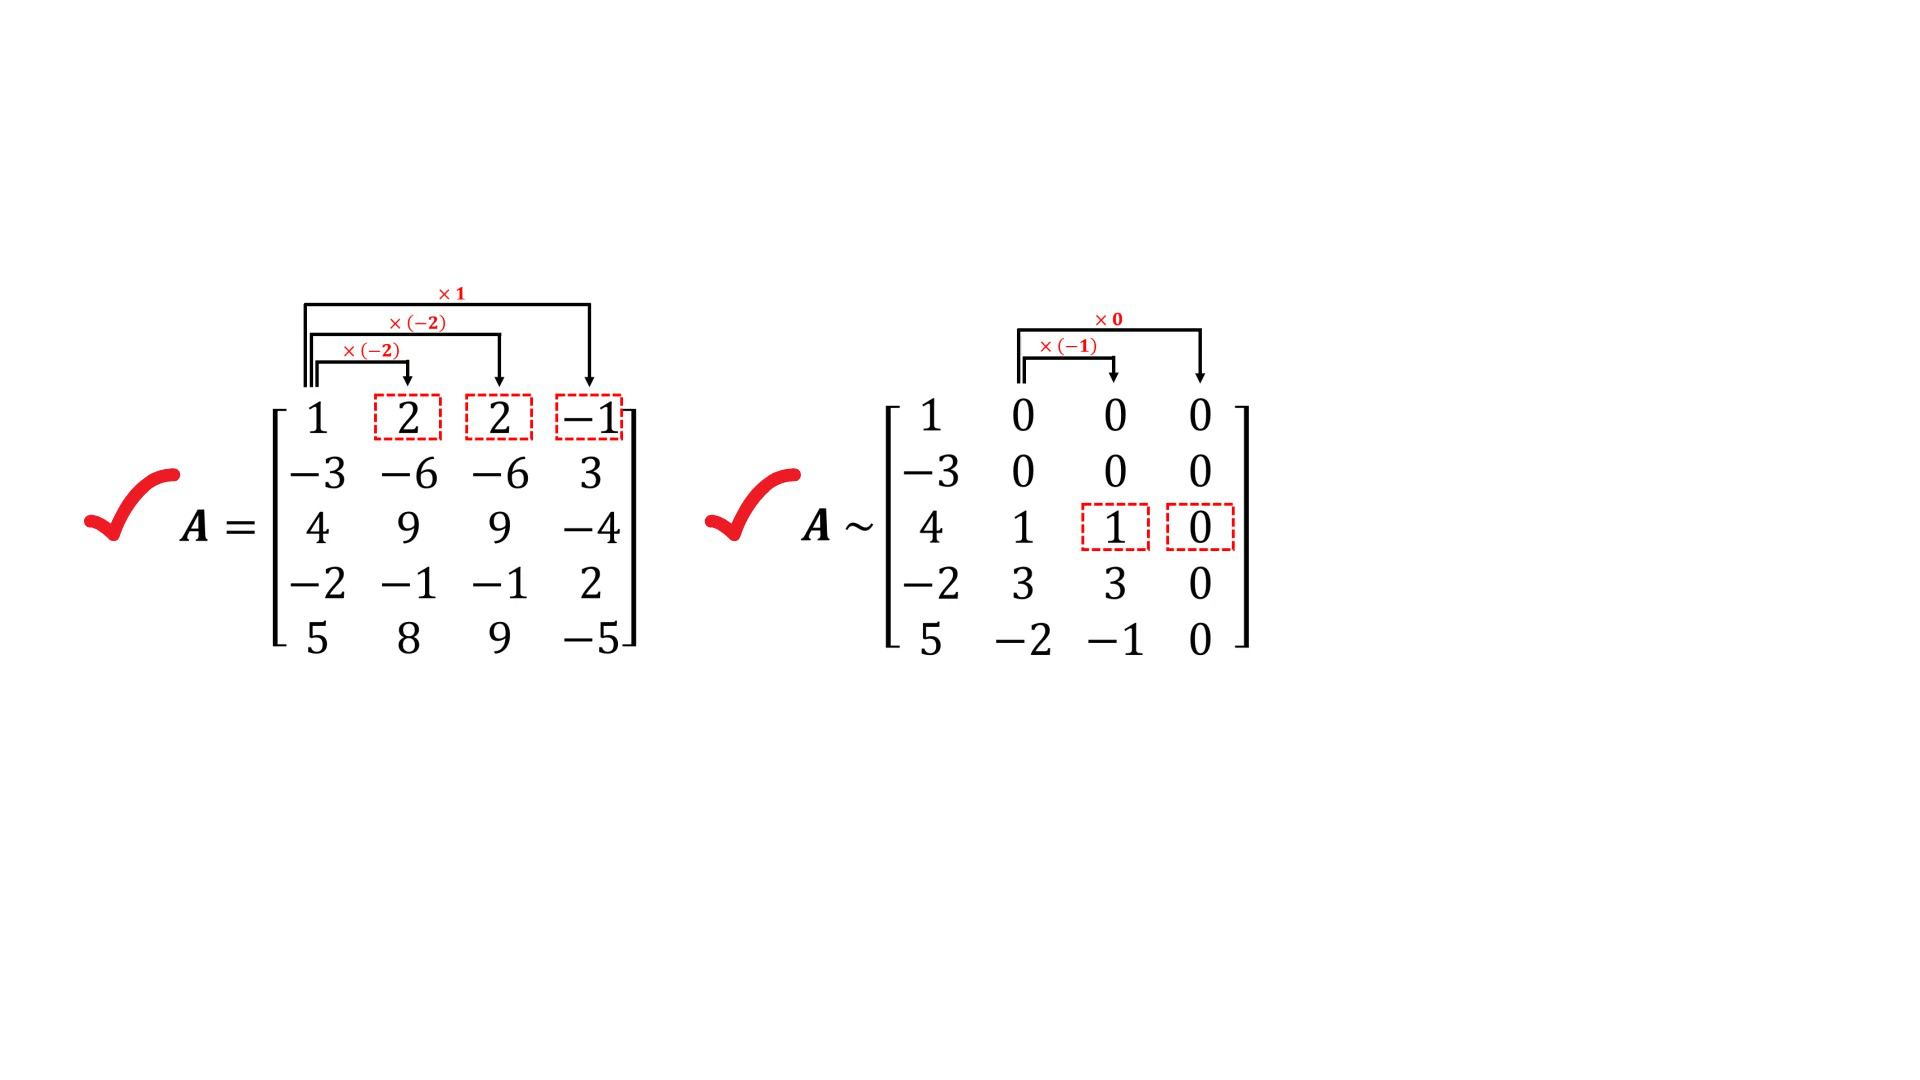 × 1
× (−2)
× (−2)
A = [ 1 2 2 −1
−3 −6 −6 3
4 9 9 −4
−2 −1 −1 2
5 8 9 −5 ]
× 0
× (−1)
A ~ [ 1 0 0 0
−3 0 0 0
4 1 1 0
−2 3 3 0
5 −2 −1 0 ]